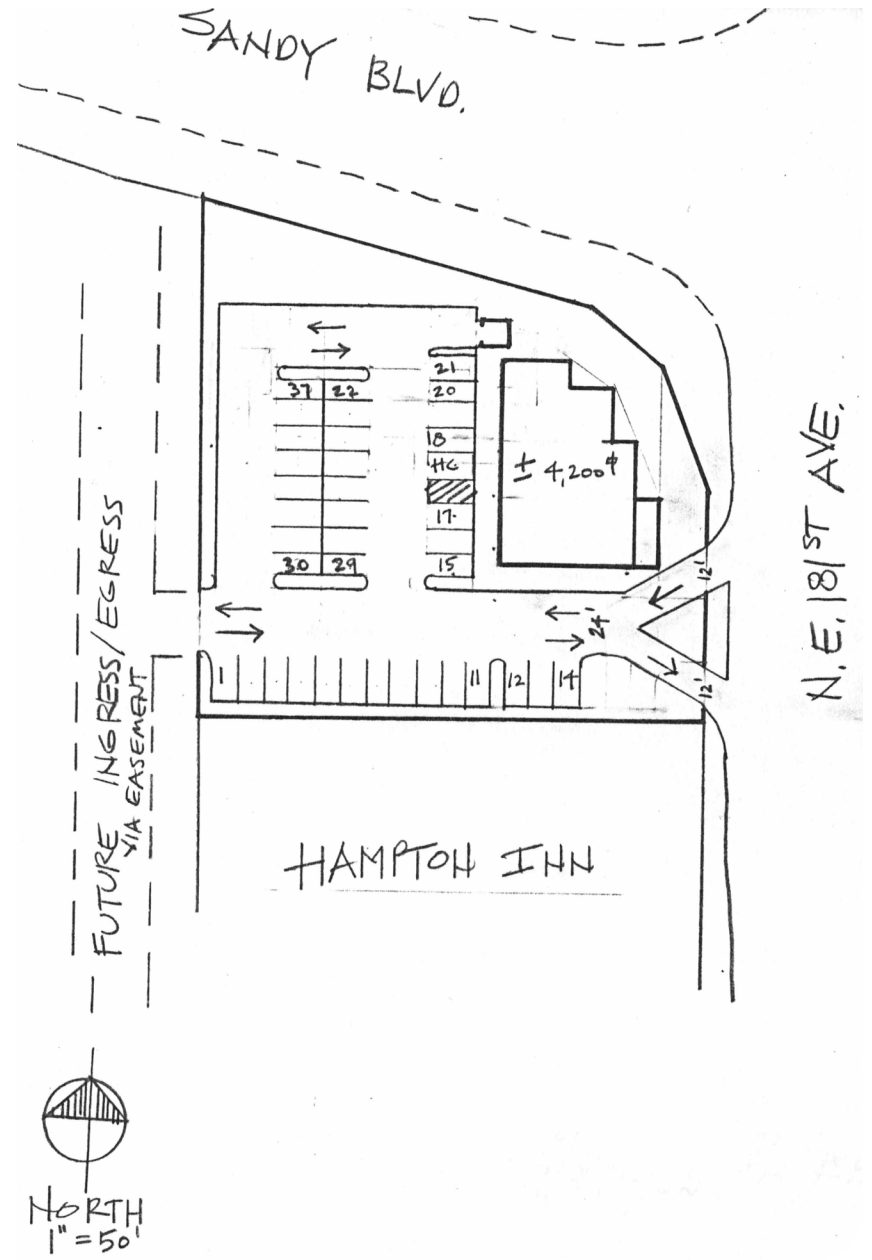 SANDY BLVD.
21
37 22
20
18
HC
± 4,200⌀
17
30 29 15
12'
24'
1 11 12 14
12'
N.E. 181ST AVE.
FUTURE INGRESS/EGRESS
VIA EASEMENT
HAMPTON INN
NORTH
1" = 50'